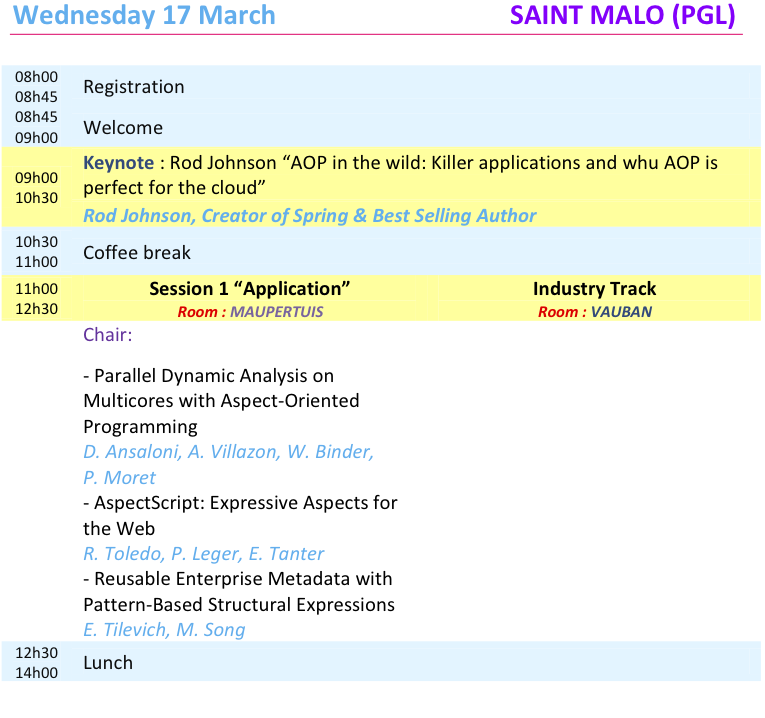 Wednesday 17 March SAINT MALO (PGL)
08h00
08h45
Registration
08h45
09h00
Welcome
09h00
10h30
Keynote : Rod Johnson “AOP in the wild: Killer applications and whu AOP is
perfect for the cloud”
Rod Johnson, Creator of Spring & Best Selling Author
10h30
11h00
Coffee break
11h00
12h30
Session 1 “Application”
Room : MAUPERTUIS
Industry Track
Room : VAUBAN
Chair:
- Parallel Dynamic Analysis on
Multicores with Aspect-Oriented
Programming
D. Ansaloni, A. Villazon, W. Binder,
P. Moret
- AspectScript: Expressive Aspects for
the Web
R. Toledo, P. Leger, E. Tanter
- Reusable Enterprise Metadata with
Pattern-Based Structural Expressions
E. Tilevich, M. Song
12h30
14h00
Lunch